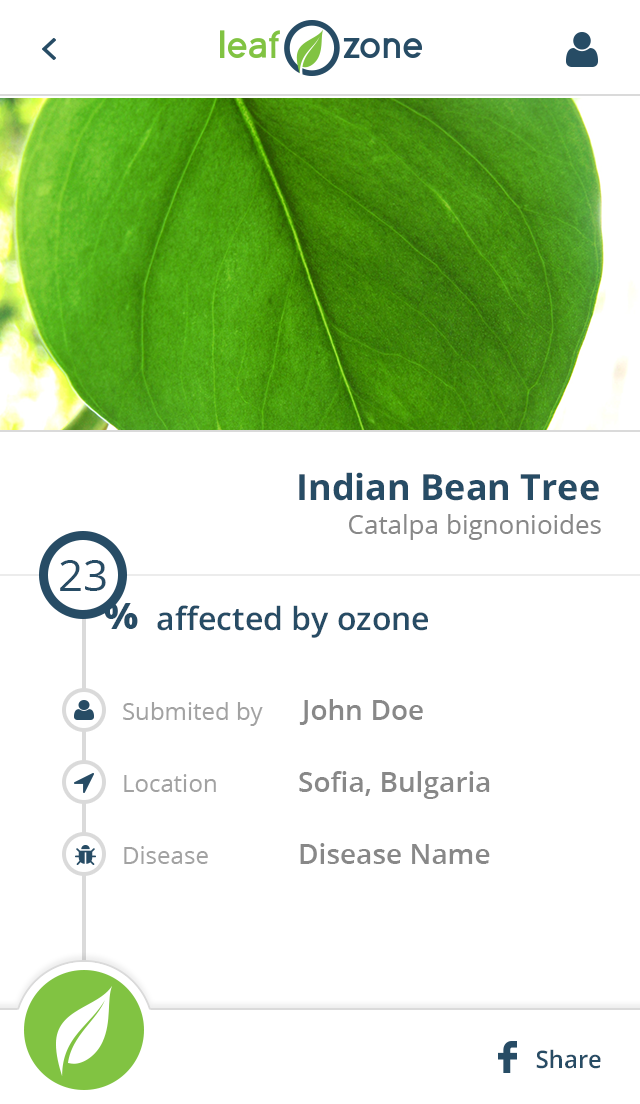 leaf zone
Indian Bean Tree
Catalpa bignonioides
23
% affected by ozone
Submited by John Doe
Location Sofia, Bulgaria
Disease Disease Name
Share